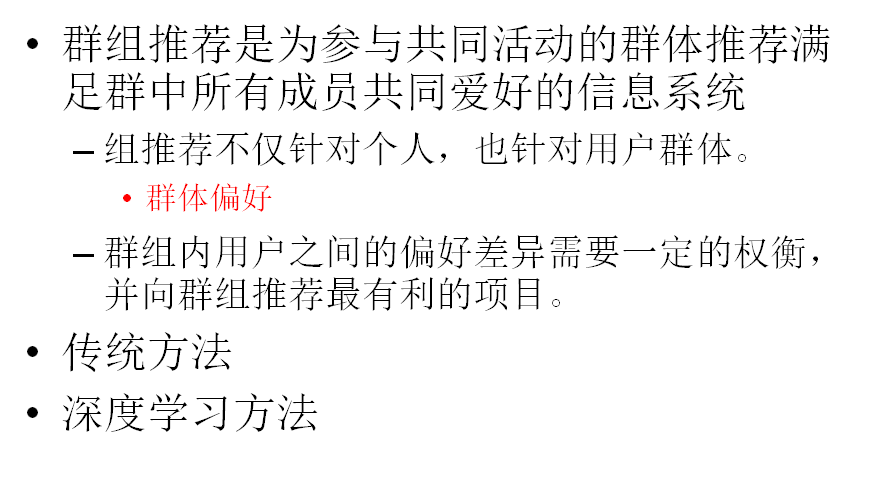 • 群组推荐是为参与共同活动的群体推荐满
足群中所有成员共同爱好的信息系统
– 组推荐不仅针对个人，也针对用户群体。
• 群体偏好
– 群组内用户之间的偏好差异需要一定的权衡，
并向群组推荐最有利的项目。
• 传统方法
• 深度学习方法